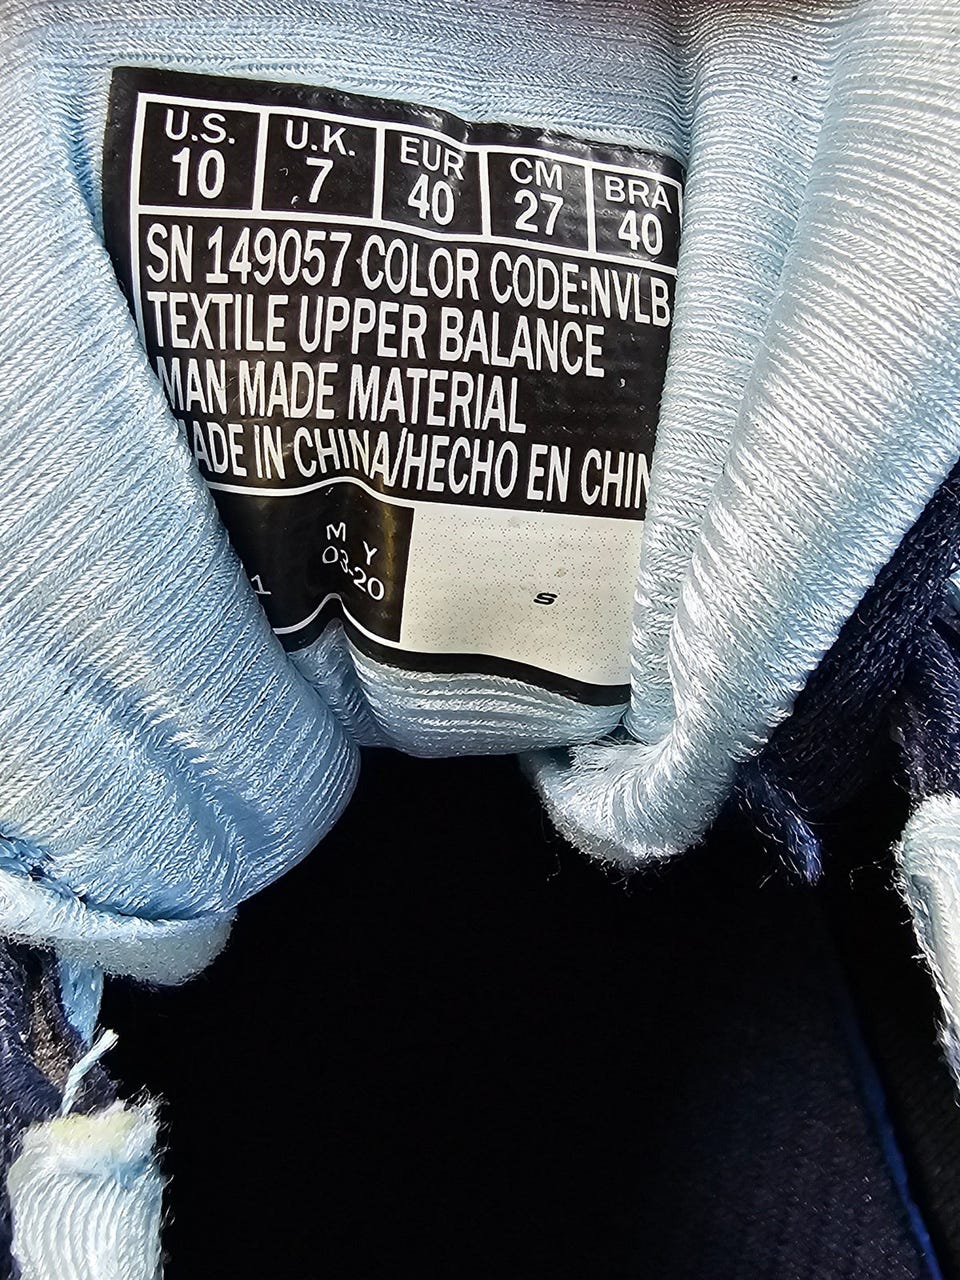 U.S. U.K. EUR CM BRA
10 7 40 27 40
SN 149057 COLOR CODE:NVLB
TEXTILE UPPER BALANCE
MAN MADE MATERIAL
ADE IN CHINA/HECHO EN CHIN
M Y
1 03-20
S